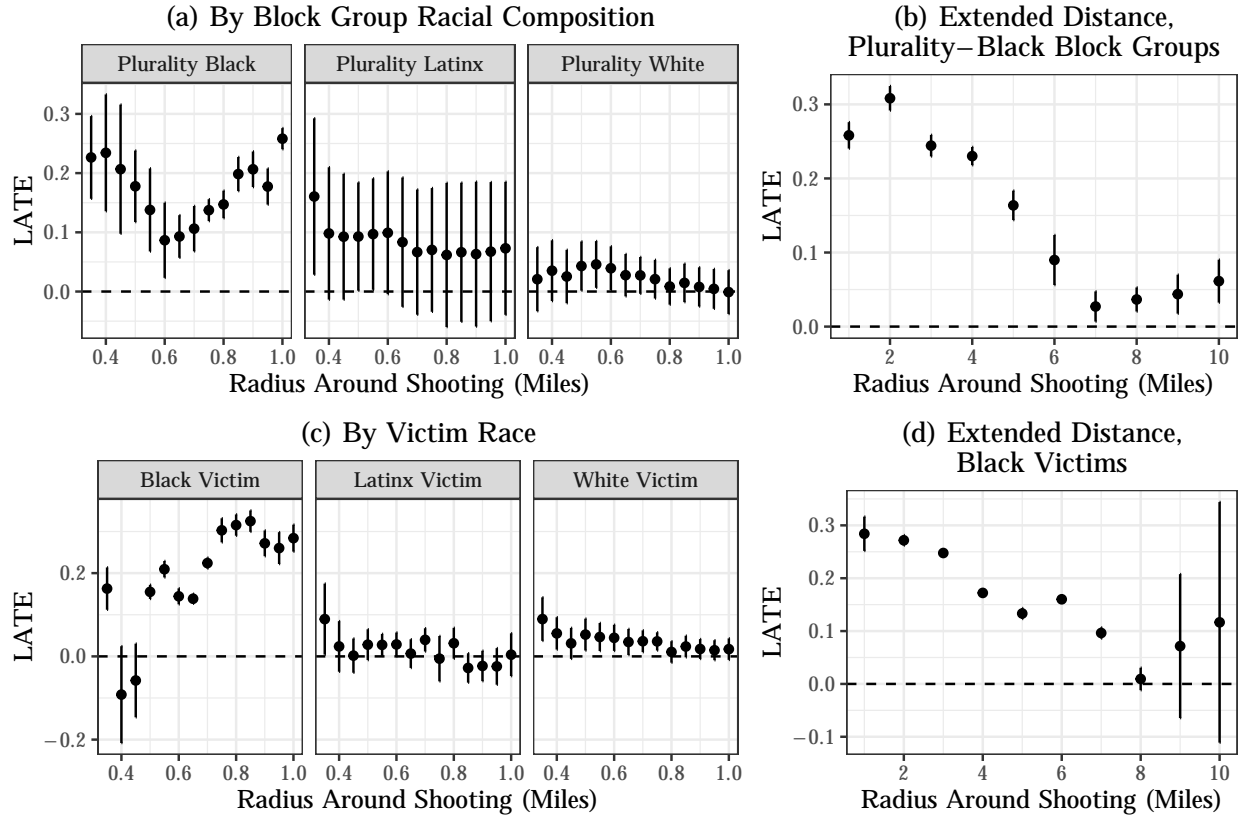 (a) By Block Group Racial Composition
Plurality Black Plurality Latinx Plurality White
LATE
0.3
0.2
0.1
0.0
0.4 0.6 0.8 1.0 0.4 0.6 0.8 1.0 0.4 0.6 0.8 1.0
Radius Around Shooting (Miles)
(b) Extended Distance,
Plurality−Black Block Groups
LATE
0.3
0.2
0.1
0.0
2 4 6 8 10
Radius Around Shooting (Miles)
(c) By Victim Race
Black Victim Latinx Victim White Victim
LATE
0.2
0.0
−0.2
0.4 0.6 0.8 1.0 0.4 0.6 0.8 1.0 0.4 0.6 0.8 1.0
Radius Around Shooting (Miles)
(d) Extended Distance,
Black Victims
LATE
0.3
0.2
0.1
0.0
−0.1
2 4 6 8 10
Radius Around Shooting (Miles)